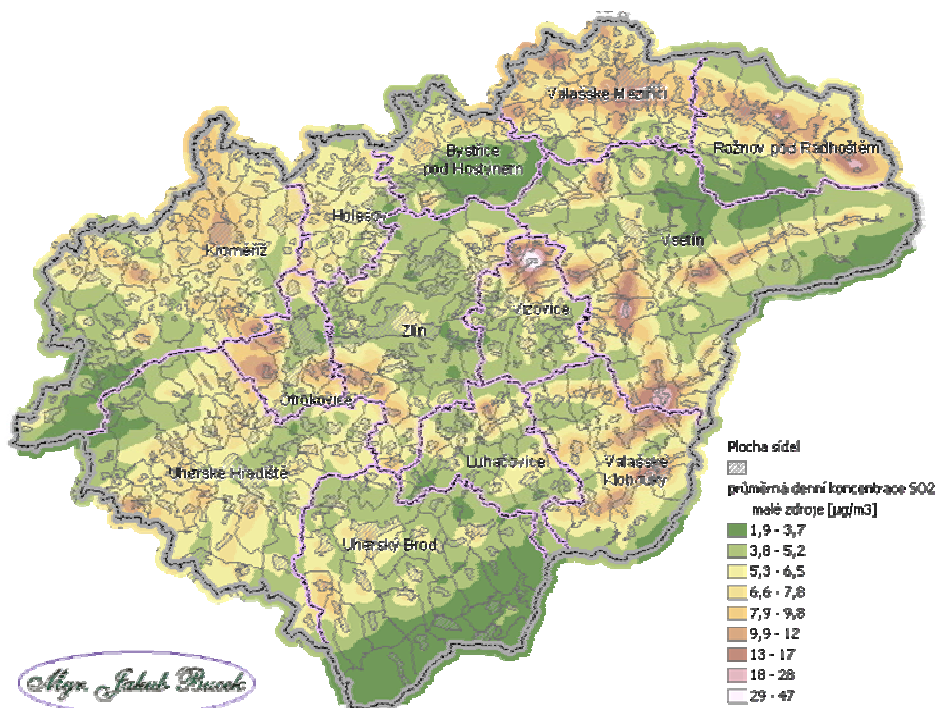 Valašské Meziříčí
Rožnov pod Radhoštěm
Bystřice
pod Hostýnem
Holešov
Kroměříž
Vsetín
Vizovice
Zlín
Otrokovice
Uherské Hradiště
Luhačovice
Valašské
Klobouky
Uherský Brod
Plocha sídel
průměrná denní koncentrace SO2
malé zdroje [µg/m3]
1,9 - 3,7
3,8 - 5,2
5,3 - 6,5
6,6 - 7,8
7,9 - 9,8
9,9 - 12
13 - 17
18 - 28
29 - 47
Mgr. Jakub Bucek